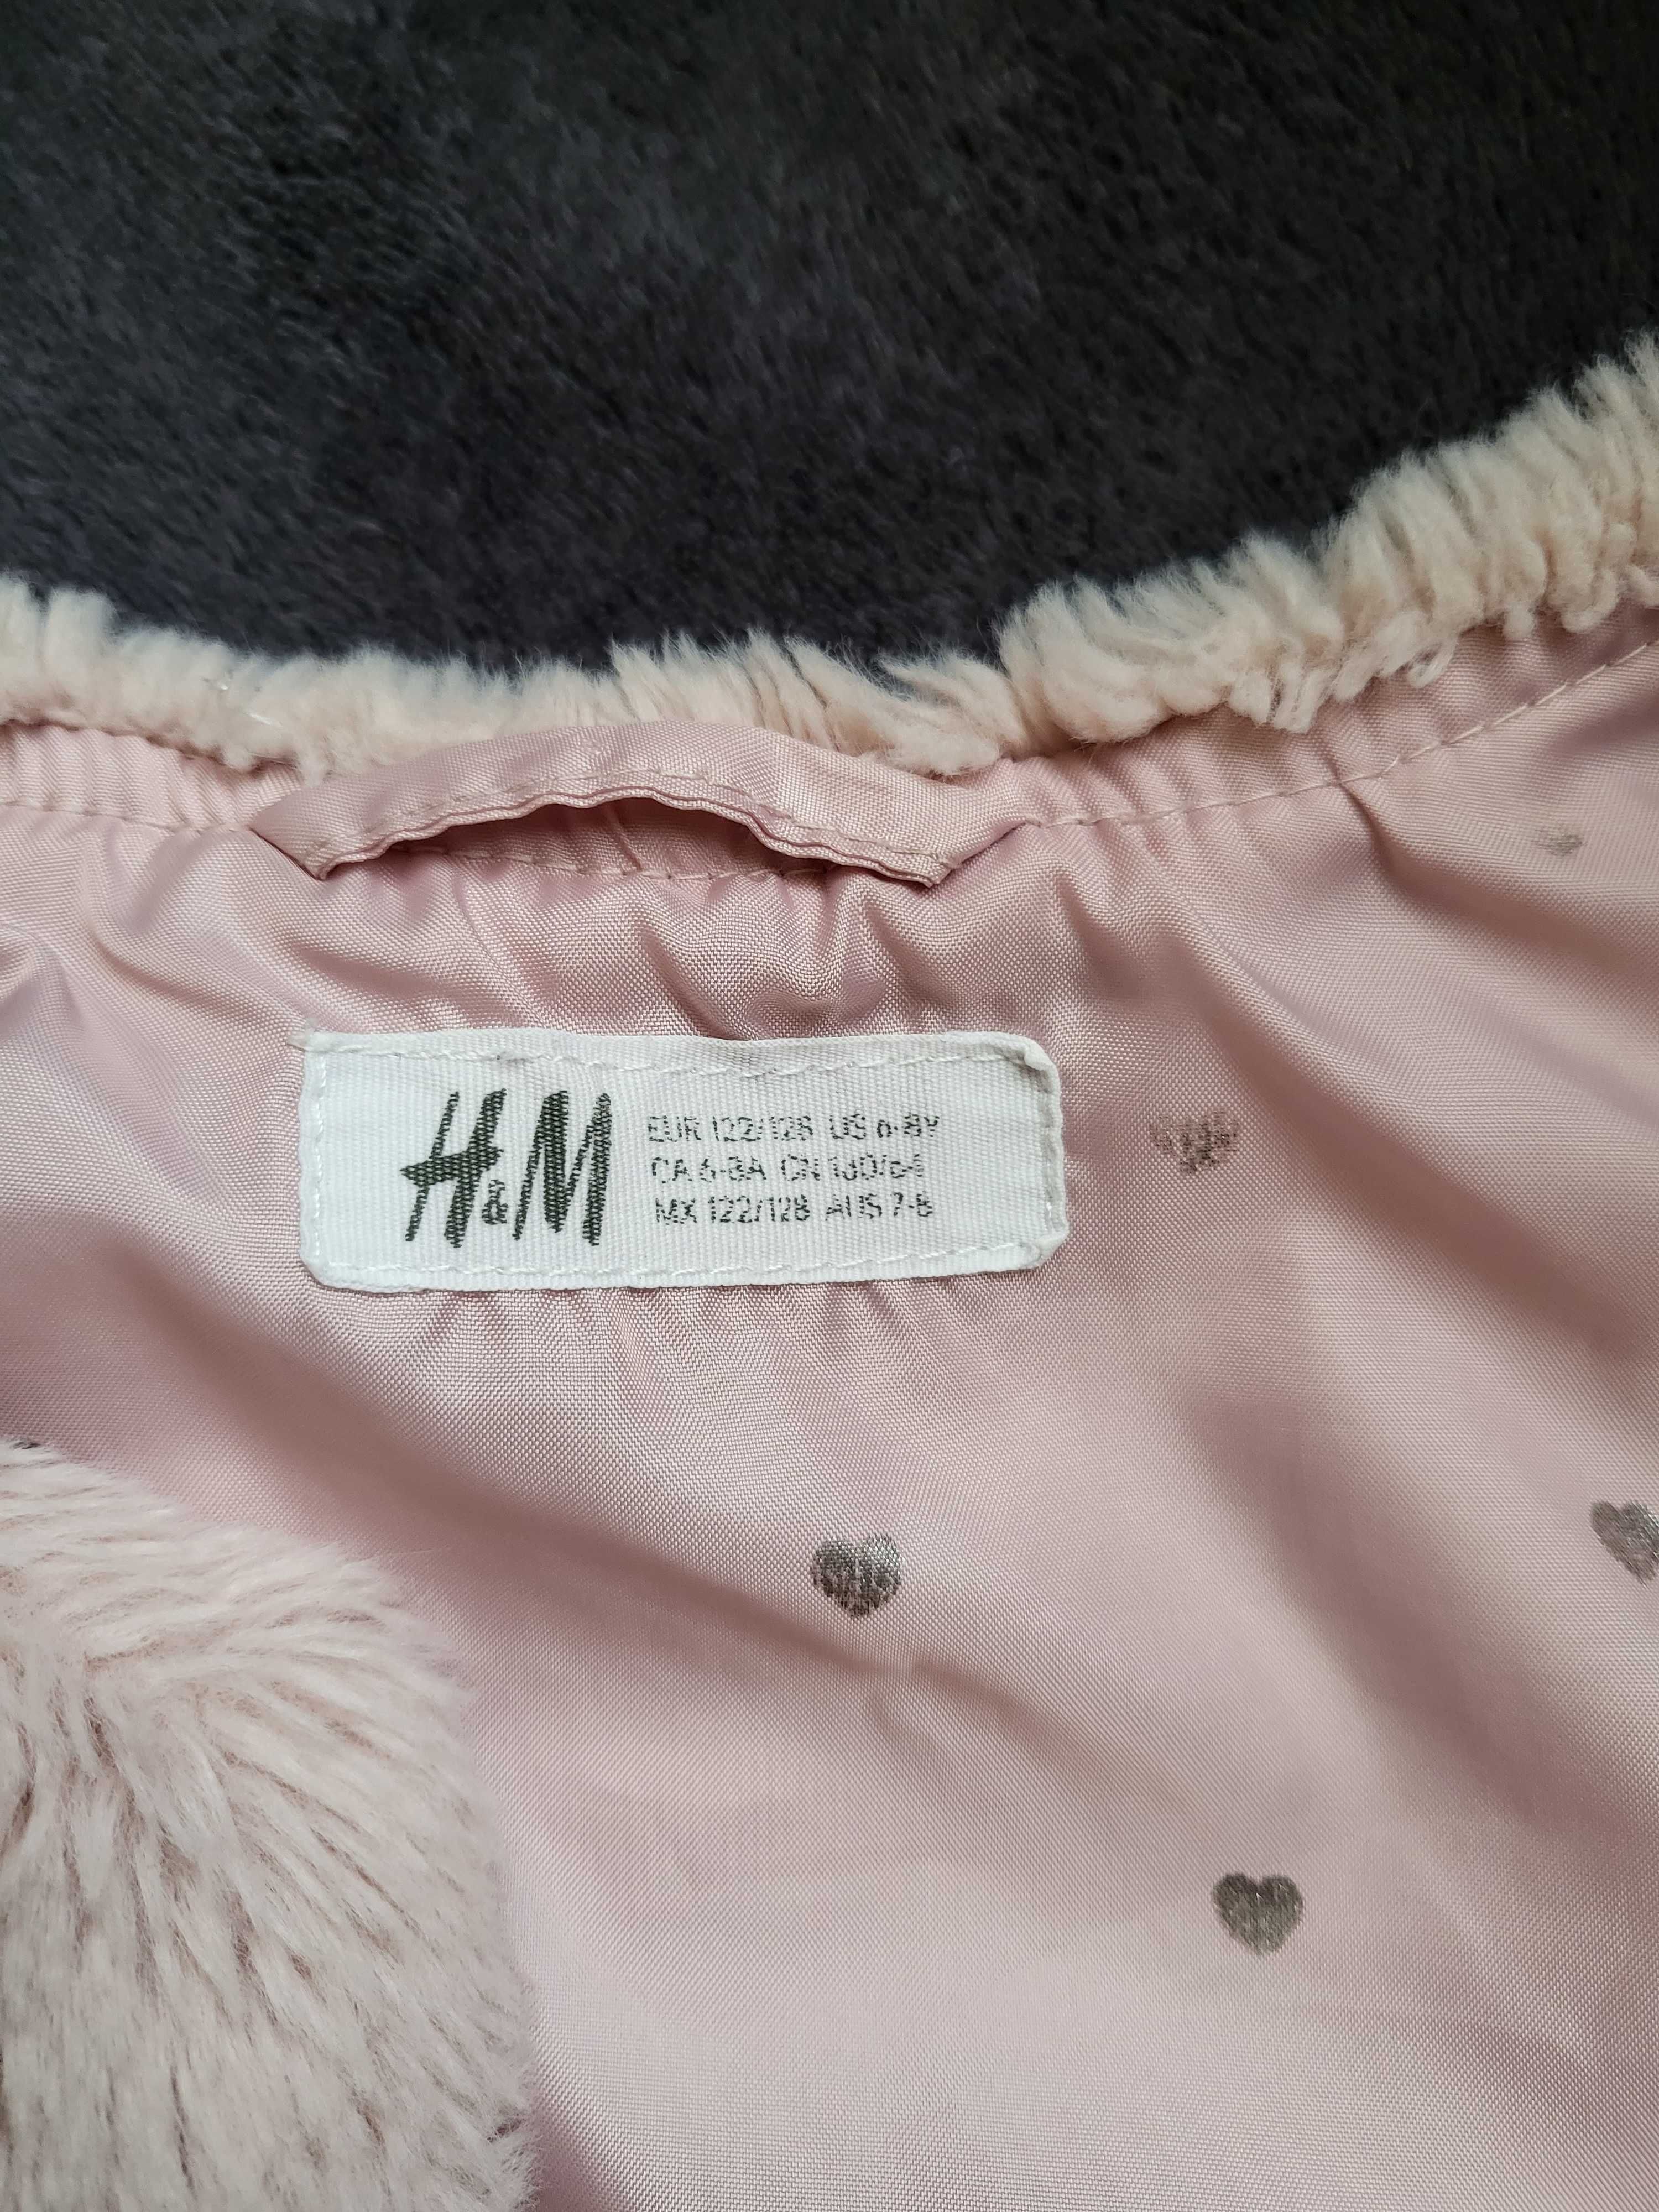 H&M
EUR 122/128 US 6-8Y
CA 6-8A CN 130/64
MX 122/128 AUS 7-8